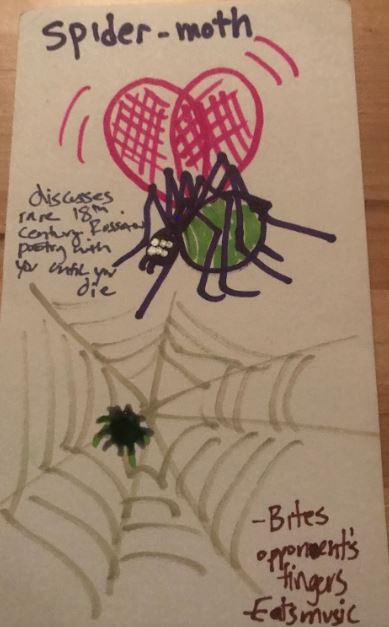 Spider-moth
discusses
rare 18th
century Russian
poetry with
you until you
die
-Bites
opponent's
fingers
-Eats music